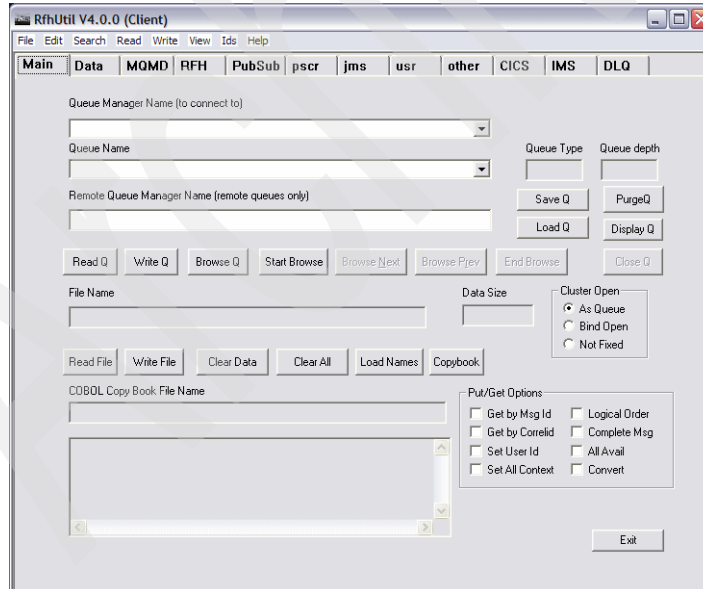 RfhUtil V4.0.0 (Client)
File Edit Search Read Write View Ids Help
Main Data MQMD RFH PubSub pscr jms usr other CICS IMS DLQ
Queue Manager Name (to connect to)
Queue Name Queue Type Queue depth
Remote Queue Manager Name (remote queues only) Save Q PurgeQ
Load Q Display Q
Read Q Write Q Browse Q Start Browse Browse Next Browse Prev End Browse Close Q
File Name Data Size Cluster Open
As Queue
Bind Open
Not Fixed
Read File Write File Clear Data Clear All Load Names Copybook
COBOL Copy Book File Name Put/Get Options
Get by Msg Id Logical Order
Get by Correlid Complete Msg
Set User Id All Avail
Set All Context Convert
Exit